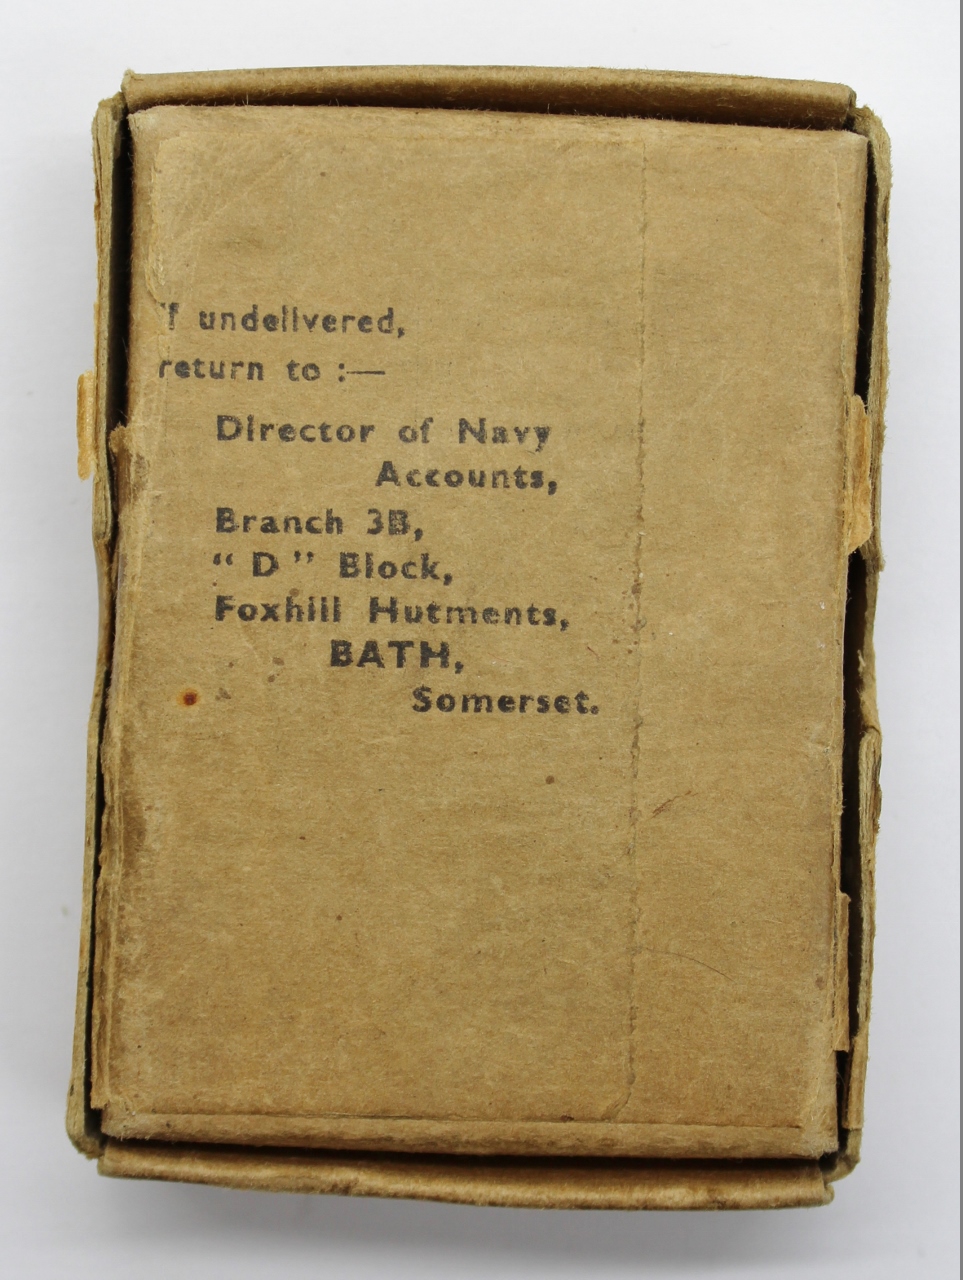 If undelivered,
return to :—
Director of Navy
Accounts,
Branch 3B,
“ D ” Block,
Foxhill Hutments,
BATH,
Somerset.